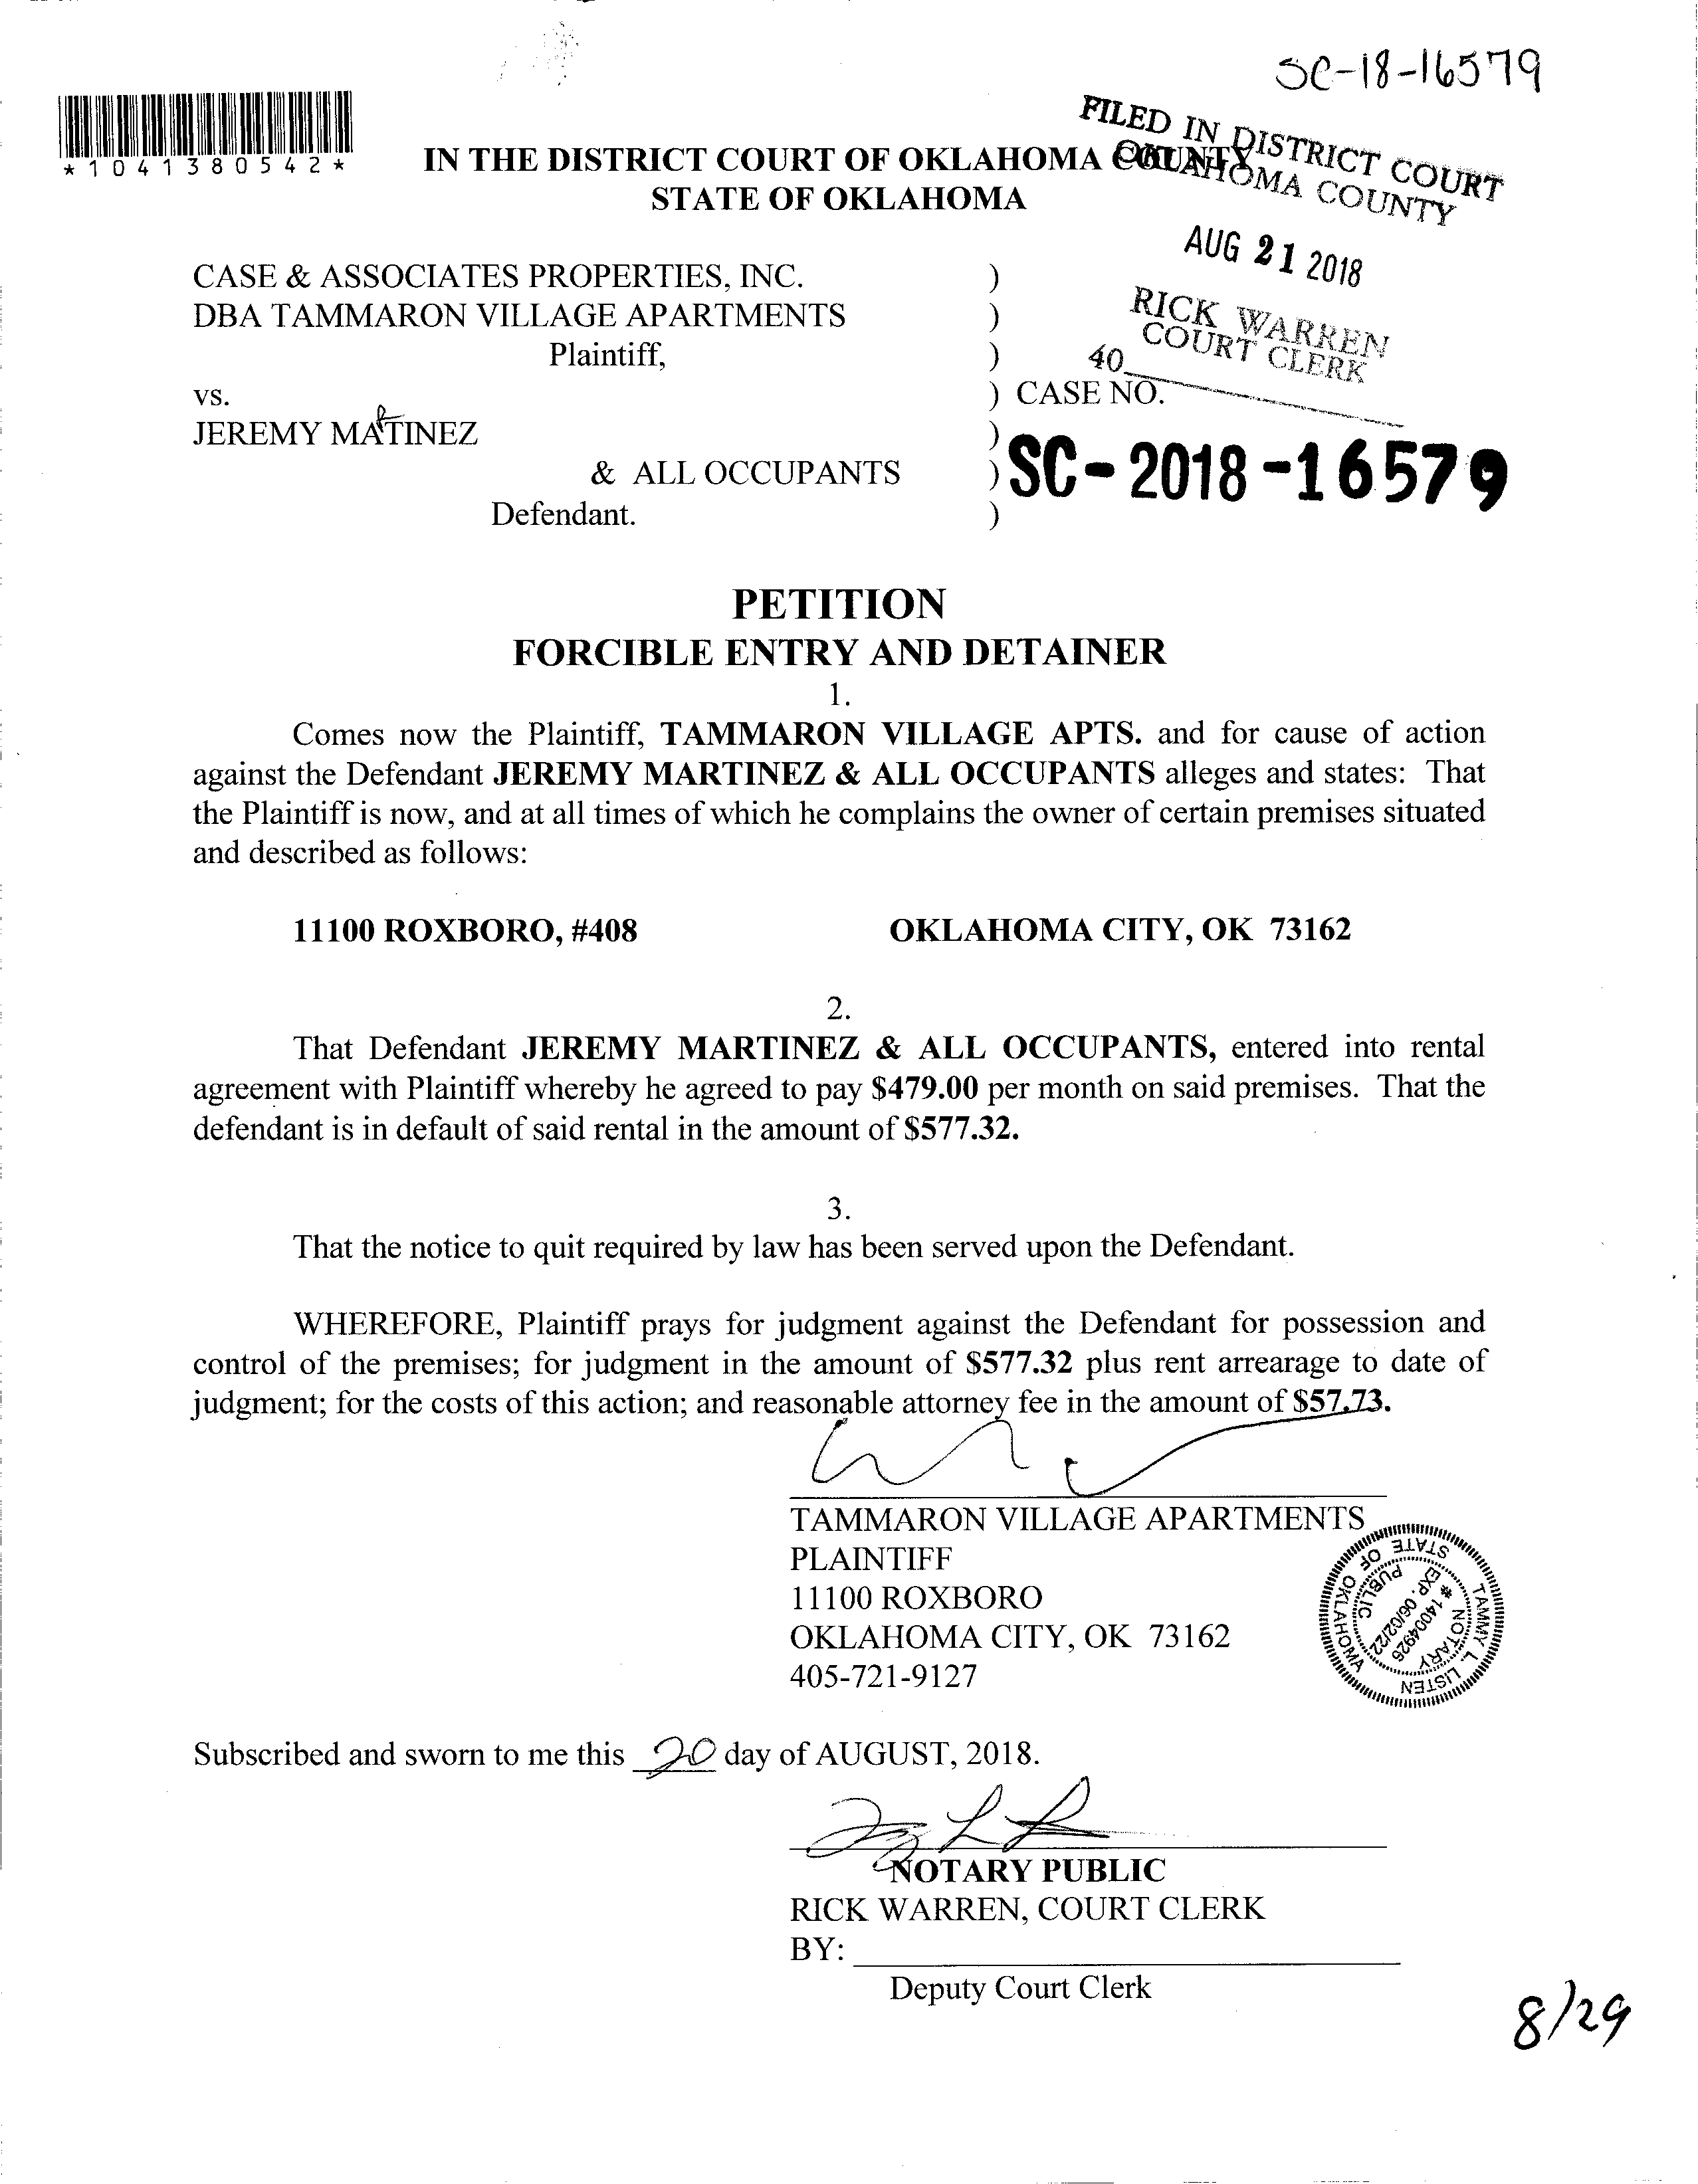 SC-18-16579
*1041380542*
IN THE DISTRICT COURT OF OKLAHOMA COUNTY
STATE OF OKLAHOMA
FILED IN DISTRICT COURT
OKLAHOMA COUNTY
AUG 21 2018
RICK WARREN
COURT CLERK
40
CASE & ASSOCIATES PROPERTIES, INC. )
DBA TAMMARON VILLAGE APARTMENTS )
Plaintiff, )
vs. ) CASE NO.
JEREMY MATINEZ )
R
& ALL OCCUPANTS ) SC-2018-16579
Defendant. )
PETITION
FORCIBLE ENTRY AND DETAINER
1.
Comes now the Plaintiff, TAMMARON VILLAGE APTS. and for cause of action
against the Defendant JEREMY MARTINEZ & ALL OCCUPANTS alleges and states: That
the Plaintiff is now, and at all times of which he complains the owner of certain premises situated
and described as follows:
11100 ROXBORO, #408 OKLAHOMA CITY, OK 73162
2.
That Defendant JEREMY MARTINEZ & ALL OCCUPANTS, entered into rental
agreement with Plaintiff whereby he agreed to pay $479.00 per month on said premises. That the
defendant is in default of said rental in the amount of $577.32.
3.
That the notice to quit required by law has been served upon the Defendant.
WHEREFORE, Plaintiff prays for judgment against the Defendant for possession and
control of the premises; for judgment in the amount of $577.32 plus rent arrearage to date of
judgment; for the costs of this action; and reasonable attorney fee in the amount of $57.73.
TAMMARON VILLAGE APARTMENTS
PLAINTIFF
11100 ROXBORO
OKLAHOMA CITY, OK 73162
405-721-9127
TAMMY L. LISTEN
STATE OF OKLAHOMA
NOTARY PUBLIC
# 14004926
EXP. 06/02/22
Subscribed and sworn to me this 20 day of AUGUST, 2018.
NOTARY PUBLIC
RICK WARREN, COURT CLERK
BY:
Deputy Court Clerk
8/29